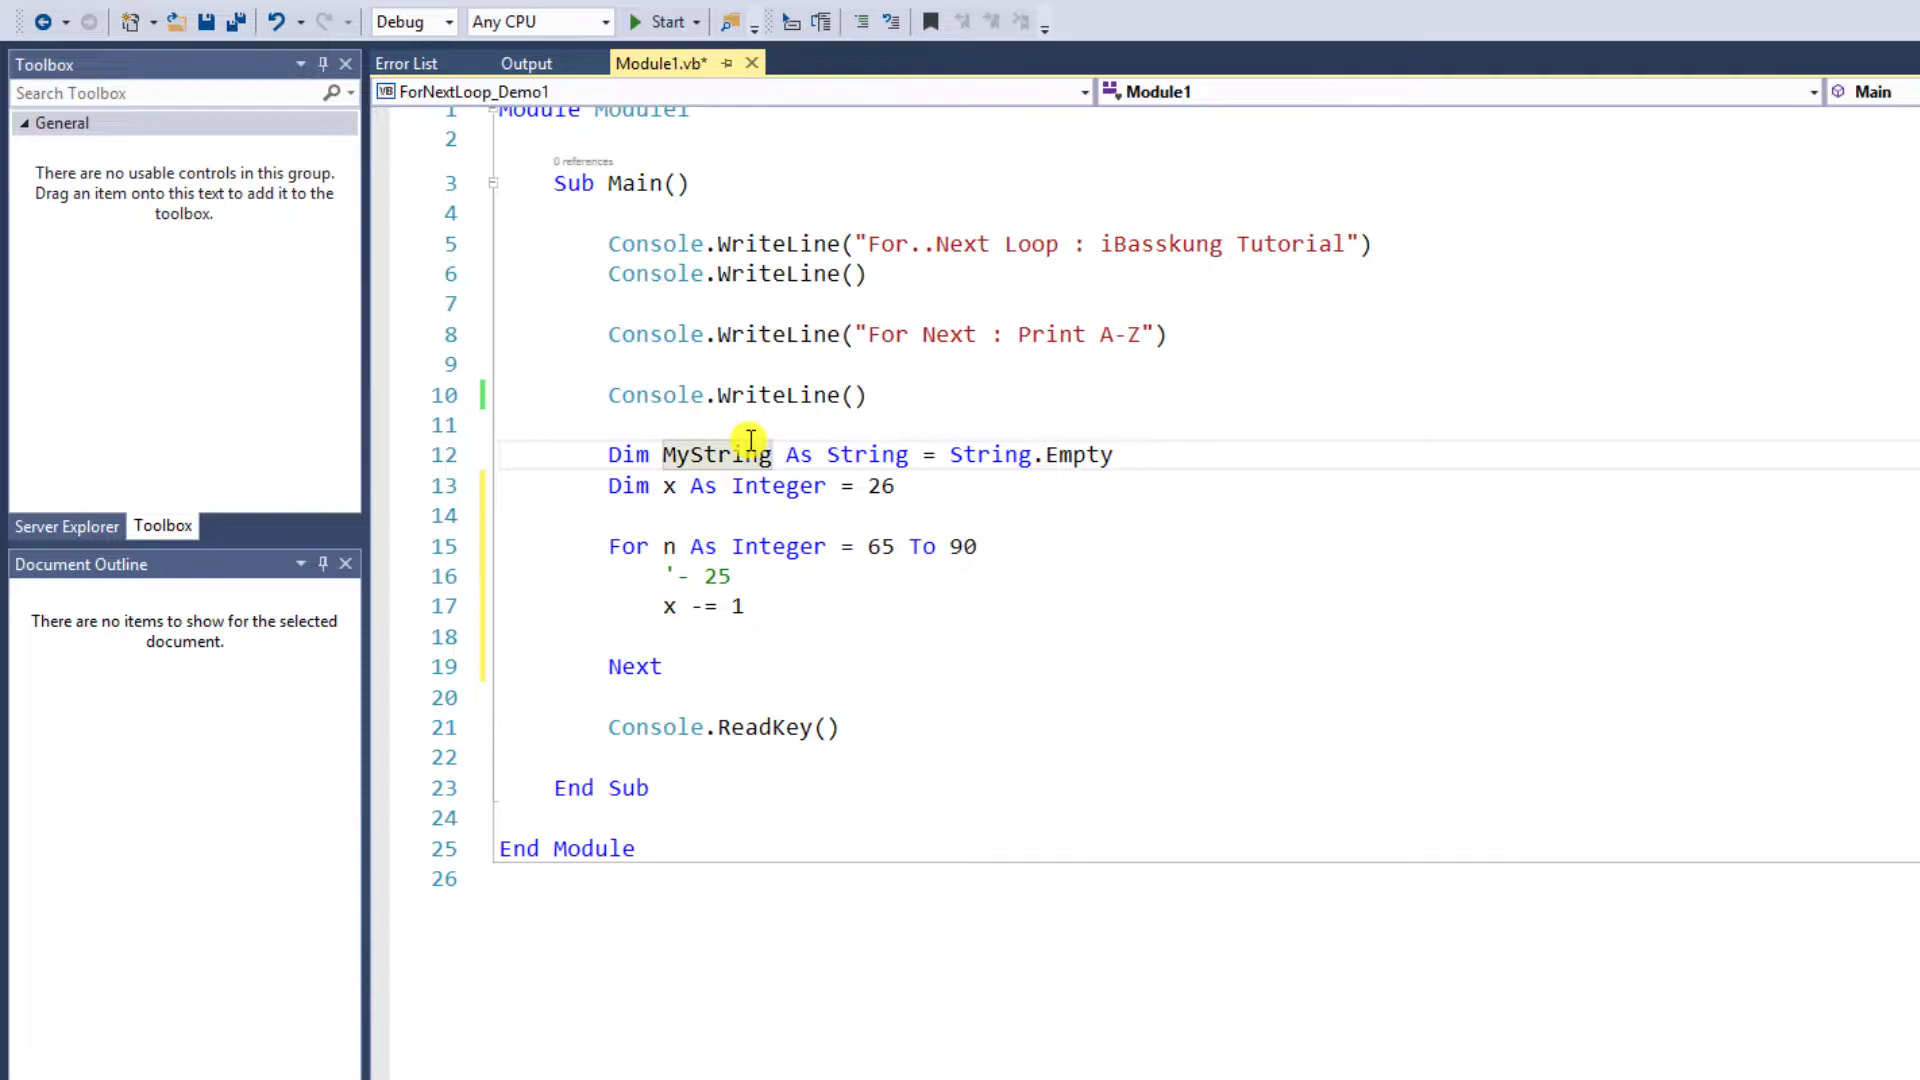 Debug Any CPU Start
Toolbox
Search Toolbox
General
There are no usable controls in this group.
Drag an item onto this text to add it to the
toolbox.
Server Explorer Toolbox
Document Outline
There are no items to show for the selected
document.
Error List Output Module1.vb*
VB ForNextLoop_Demo1 Module1 Main
1 Module Module1
2
0 references
3 Sub Main()
4
5 Console.WriteLine("For..Next Loop : iBasskung Tutorial")
6 Console.WriteLine()
7
8 Console.WriteLine("For Next : Print A-Z")
9
10 Console.WriteLine()
11
12 Dim MyString As String = String.Empty
13 Dim x As Integer = 26
14
15 For n As Integer = 65 To 90
16 '- 25
17 x -= 1
18
19 Next
20
21 Console.ReadKey()
22
23 End Sub
24
25 End Module
26